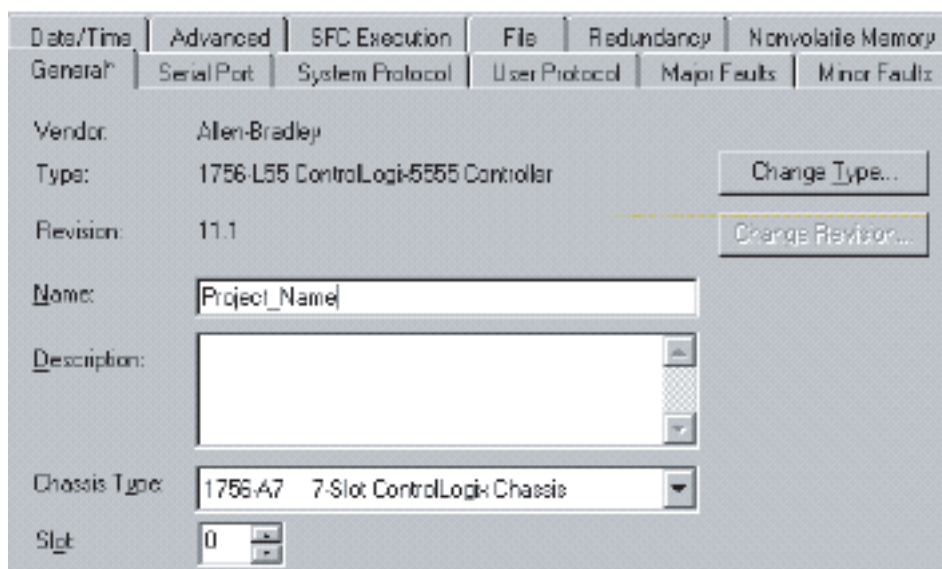 Date/Time Advanced SFC Execution File Redundancy Nonvolatile Memory
General* Serial Port System Protocol User Protocol Major Faults Minor Faults
Vendor: Allen-Bradley
Type: 1756-L55 ControlLogix5555 Controller Change Type...
Revision: 11.1 Change Revision...
Name: Project_Name
Description:
Chassis Type: 1756-A7 7-Slot ControlLogix Chassis
Slot: 0